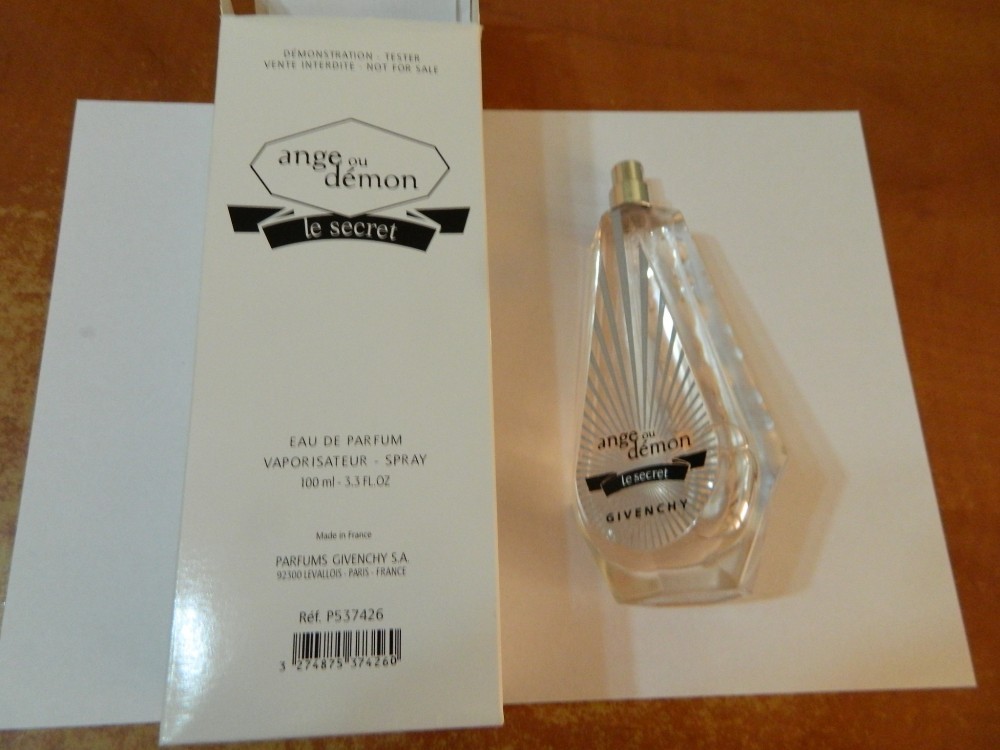 DÉMONSTRATION - TESTER
VENTE INTERDITE - NOT FOR SALE
ange ou
démon
le secret
EAU DE PARFUM
VAPORISATEUR - SPRAY
100 ml - 3.3 FL.OZ
Made in France
PARFUMS GIVENCHY S.A.
92300 LEVALLOIS - PARIS - FRANCE
Réf. P537426
3 274875 374260
ange ou
démon
le secret
GIVENCHY